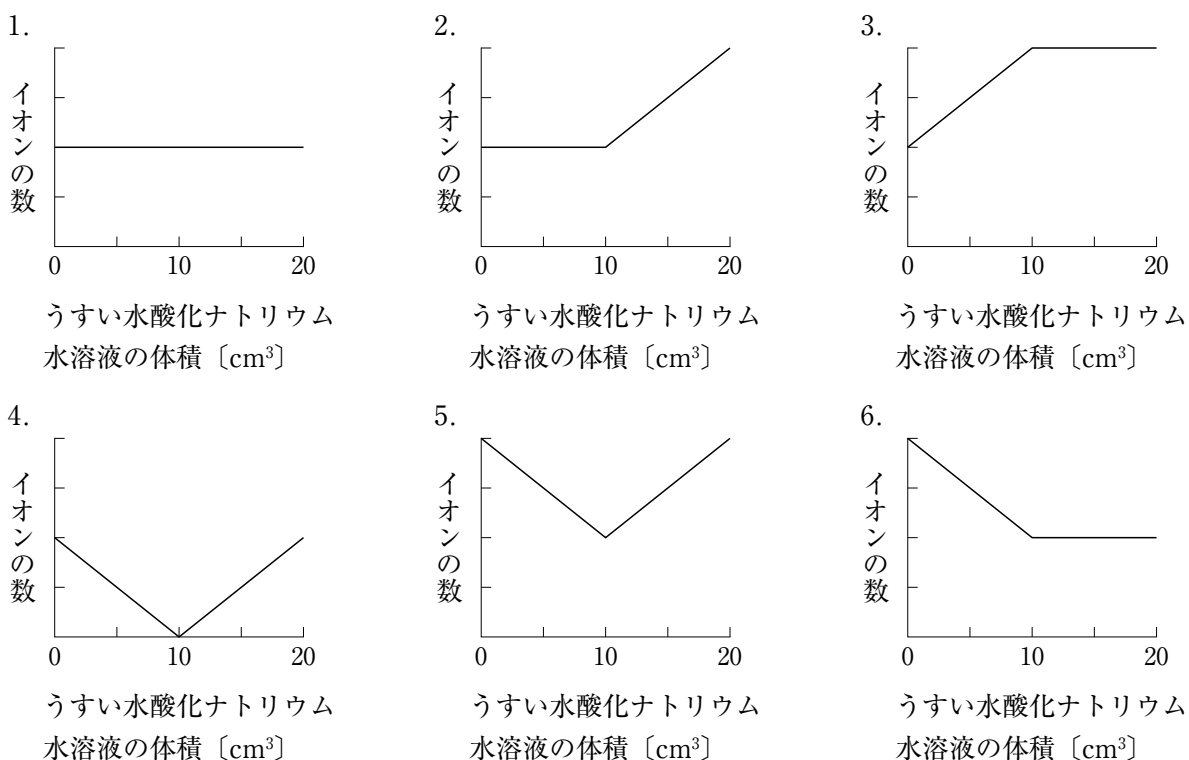 1.
2.
3.
イオンの数
イオンの数
イオンの数
0 10 20
0 10 20
0 10 20
うすい水酸化ナトリウム
水溶液の体積〔cm³〕
うすい水酸化ナトリウム
水溶液の体積〔cm³〕
うすい水酸化ナトリウム
水溶液の体積〔cm³〕
4.
5.
6.
イオンの数
イオンの数
イオンの数
0 10 20
0 10 20
0 10 20
うすい水酸化ナトリウム
水溶液の体積〔cm³〕
うすい水酸化ナトリウム
水溶液の体積〔cm³〕
うすい水酸化ナトリウム
水溶液の体積〔cm³〕